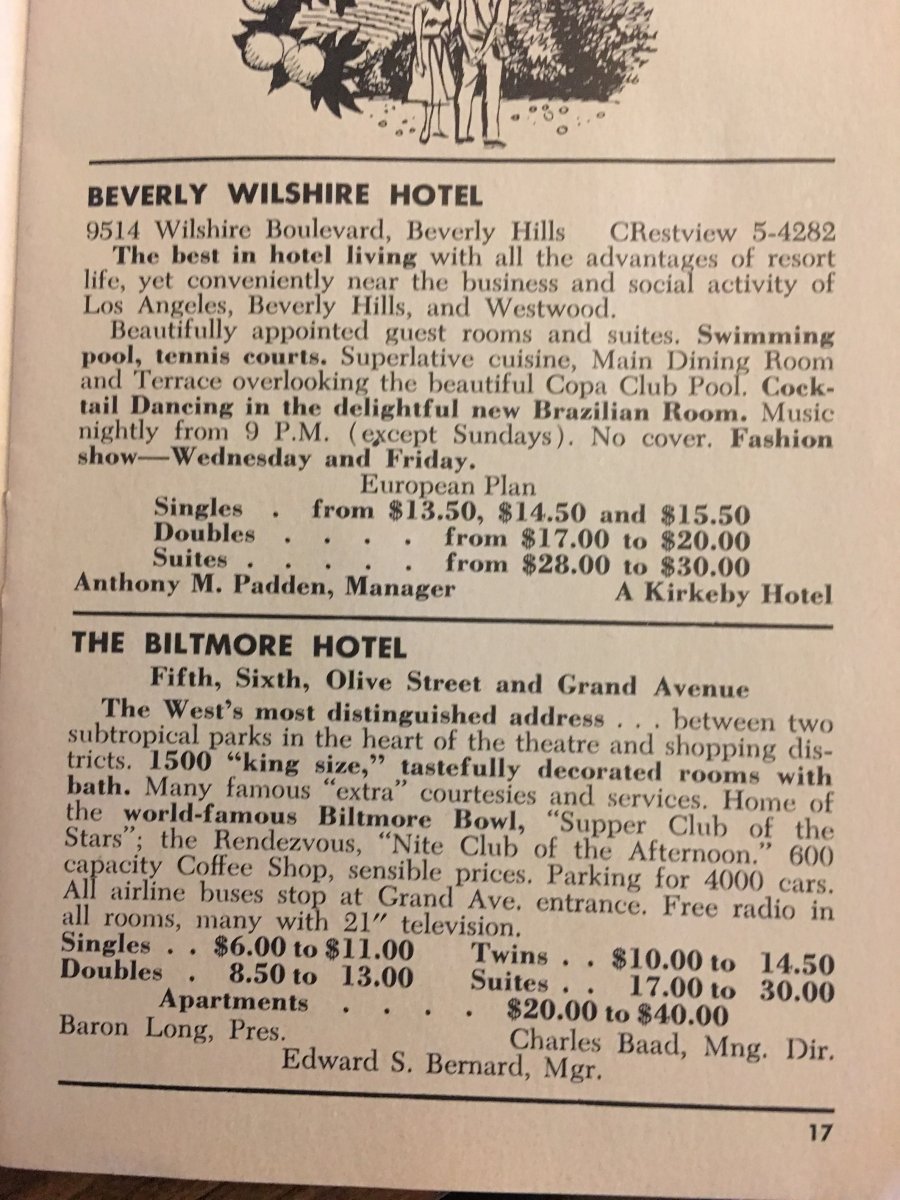 BEVERLY WILSHIRE HOTEL
9514 Wilshire Boulevard, Beverly Hills CRestview 5-4282
The best in hotel living with all the advantages of resort
life, yet conveniently near the business and social activity of
Los Angeles, Beverly Hills, and Westwood.
Beautifully appointed guest rooms and suites. Swimming
pool, tennis courts. Superlative cuisine, Main Dining Room
and Terrace overlooking the beautiful Copa Club Pool. Cock-
tail Dancing in the delightful new Brazilian Room. Music
nightly from 9 P.M. (except Sundays). No cover. Fashion
show—Wednesday and Friday.
European Plan
Singles . from $13.50, $14.50 and $15.50
Doubles . . . . from $17.00 to $20.00
Suites . . . . . from $28.00 to $30.00
Anthony M. Padden, Manager A Kirkeby Hotel
THE BILTMORE HOTEL
Fifth, Sixth, Olive Street and Grand Avenue
The West's most distinguished address . . . between two
subtropical parks in the heart of the theatre and shopping dis-
tricts. 1500 “king size,” tastefully decorated rooms with
bath. Many famous “extra” courtesies and services. Home of
the world-famous Biltmore Bowl, “Supper Club of the
Stars”; the Rendezvous, “Nite Club of the Afternoon.” 600
capacity Coffee Shop, sensible prices. Parking for 4000 cars.
All airline buses stop at Grand Ave. entrance. Free radio in
all rooms, many with 21″ television.
Singles . . $6.00 to $11.00 Twins . . $10.00 to 14.50
Doubles . 8.50 to 13.00 Suites . . 17.00 to 30.00
Apartments . . . . $20.00 to $40.00
Baron Long, Pres. Charles Baad, Mng. Dir.
Edward S. Bernard, Mgr.
17